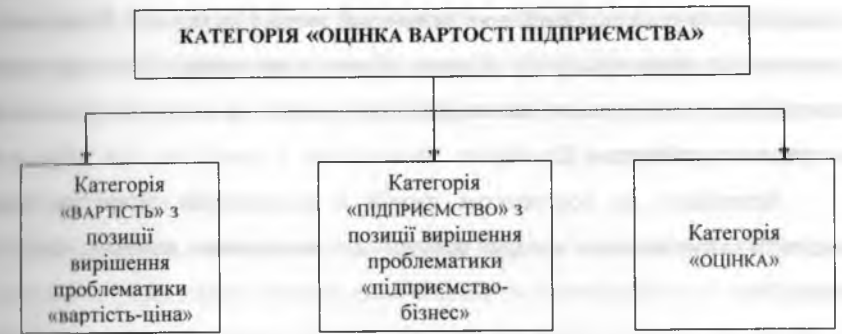 КАТЕГОРІЯ «ОЦІНКА ВАРТОСТІ ПІДПРИЄМСТВА»
Категорія
«ВАРТІСТЬ» з
позиції
вирішення
проблематики
«вартість-ціна»
Категорія
«ПІДПРИЄМСТВО» з
позиції вирішення
проблематики
«підприємство-
бізнес»
Категорія
«ОЦІНКА»